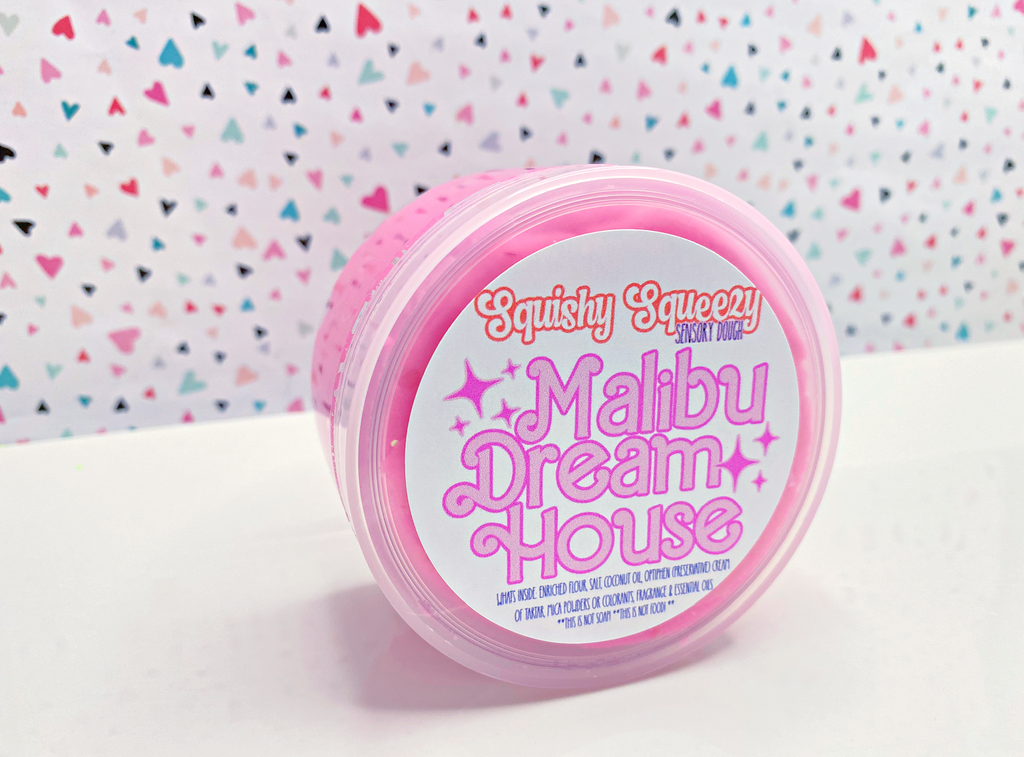 Squishy Squeezy
SENSORY DOUGH
Malibu
Dream
House
WHATS INSIDE: ENRICHED FLOUR, SALT, COCONUT OIL, OPTIPHEN (PRESERVATIVE) CREAM
OF TARTAR, MICA POWDERS OR COLORANTS, FRAGRANCE & ESSENTIAL OILS
**THIS IS NOT SOAP! **THIS IS NOT FOOD! **